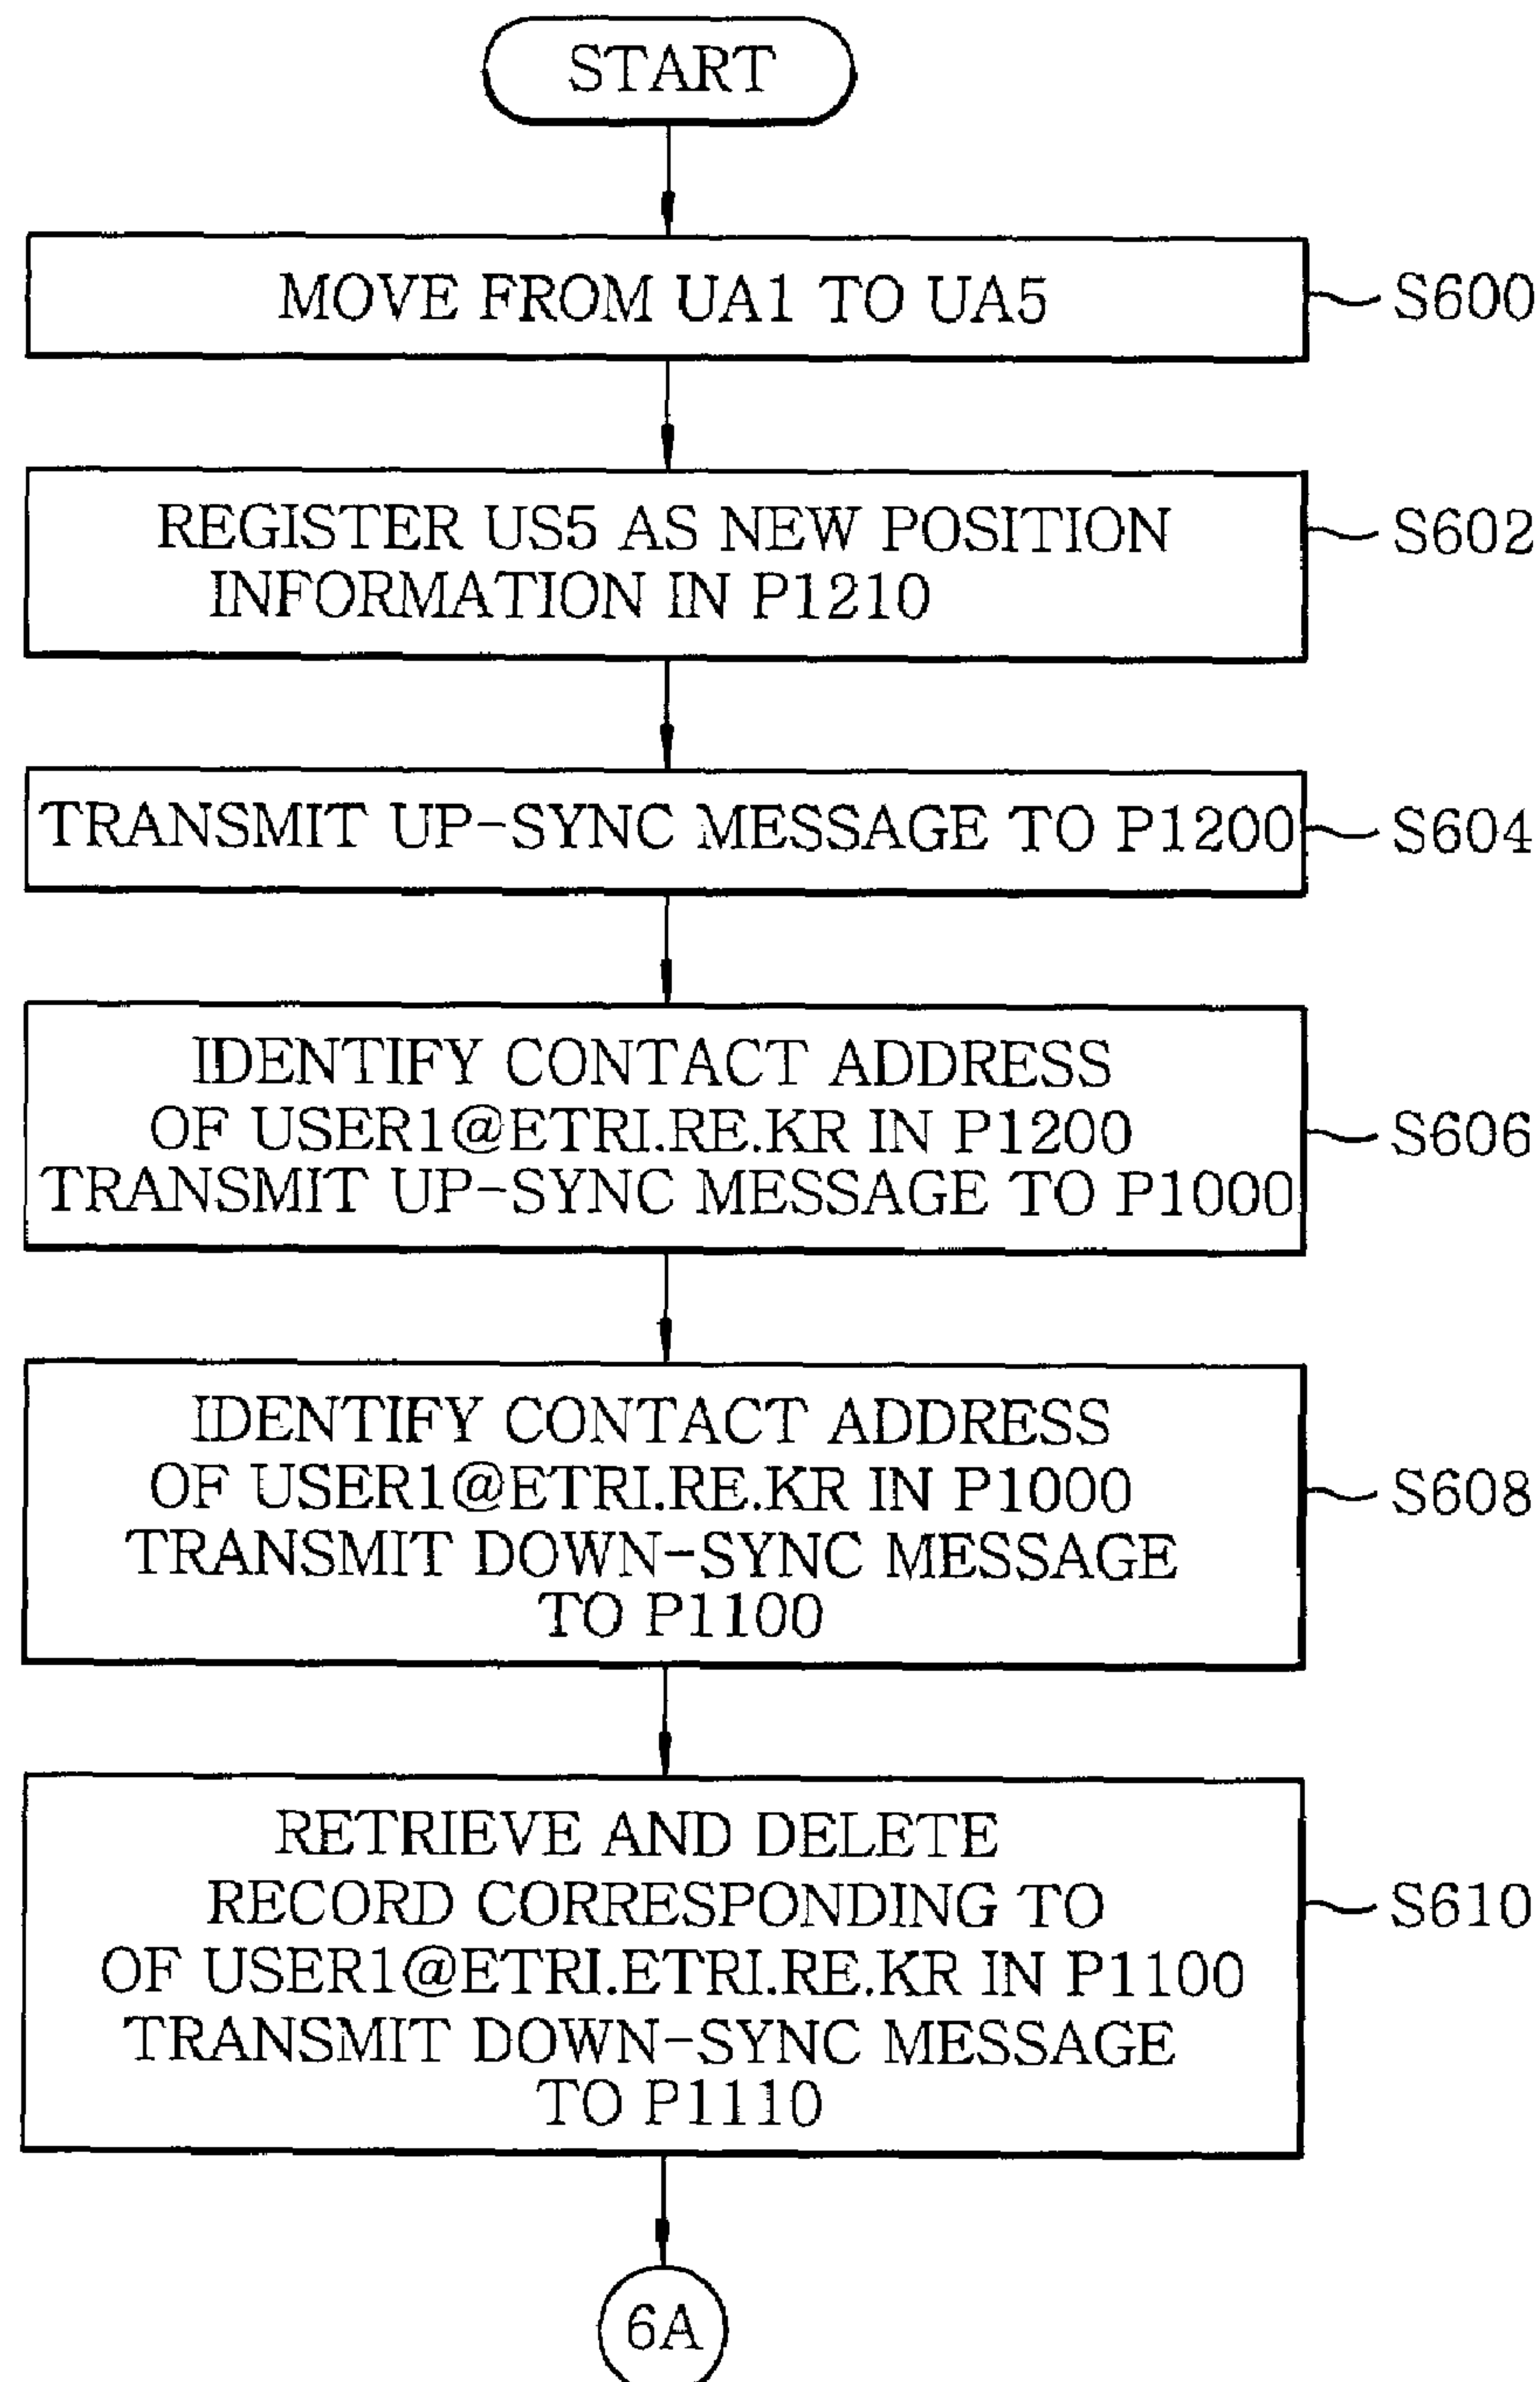 START
MOVE FROM UA1 TO UA5
S600
REGISTER US5 AS NEW POSITION
INFORMATION IN P1210
S602
TRANSMIT UP-SYNC MESSAGE TO P1200
S604
IDENTIFY CONTACT ADDRESS
OF USER1@ETRI.RE.KR IN P1200
TRANSMIT UP-SYNC MESSAGE TO P1000
S606
IDENTIFY CONTACT ADDRESS
OF USER1@ETRI.RE.KR IN P1000
TRANSMIT DOWN-SYNC MESSAGE
TO P1100
S608
RETRIEVE AND DELETE
RECORD CORRESPONDING TO
OF USER1@ETRI.ETRI.RE.KR IN P1100
TRANSMIT DOWN-SYNC MESSAGE
TO P1110
S610
6A